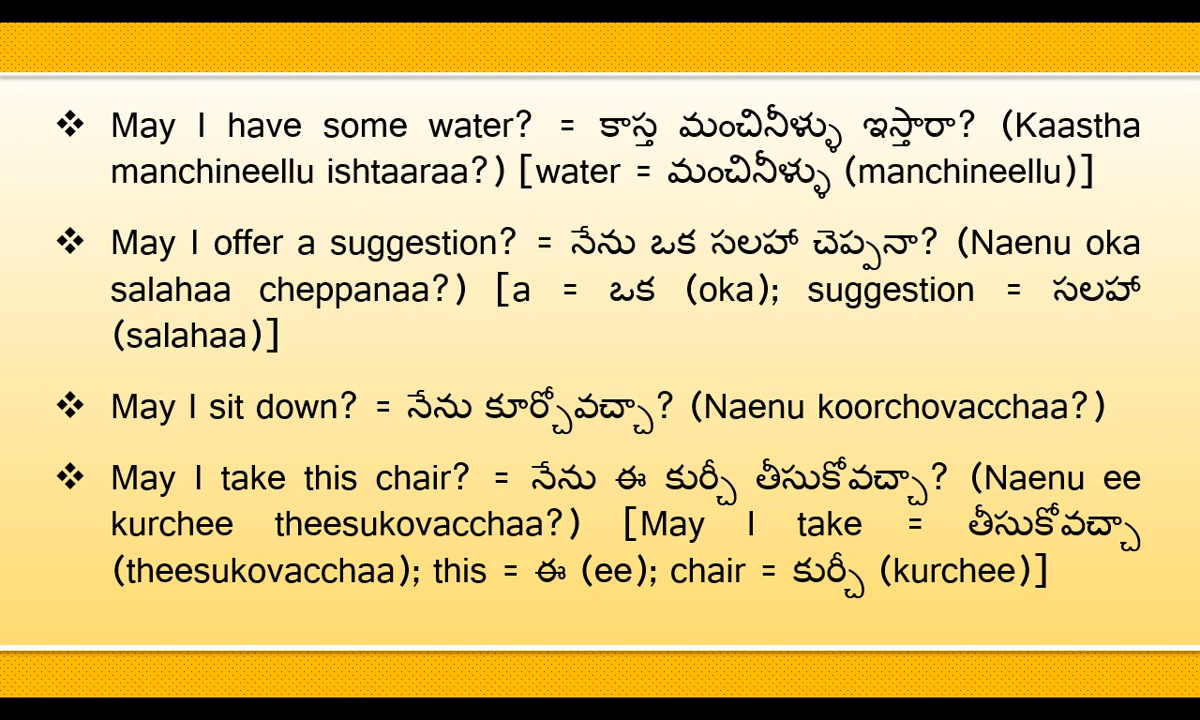 ❖ May I have some water? = కాస్త మంచినీళ్ళు ఇస్తారా? (Kaastha
manchineellu ishtaaraa?) [water = మంచినీళ్ళు (manchineellu)]
❖ May I offer a suggestion? = నేను ఒక సలహా చెప్పనా? (Naenu oka
salahaa cheppanaa?) [a = ఒక (oka); suggestion = సలహా
(salahaa)]
❖ May I sit down? = నేను కూర్చోవచ్చా? (Naenu koorchovacchaa?)
❖ May I take this chair? = నేను ఈ కుర్చీ తీసుకోవచ్చా? (Naenu ee
kurchee theesukovacchaa?) [May I take = తీసుకోవచ్చా
(theesukovacchaa); this = ఈ (ee); chair = కుర్చీ (kurchee)]